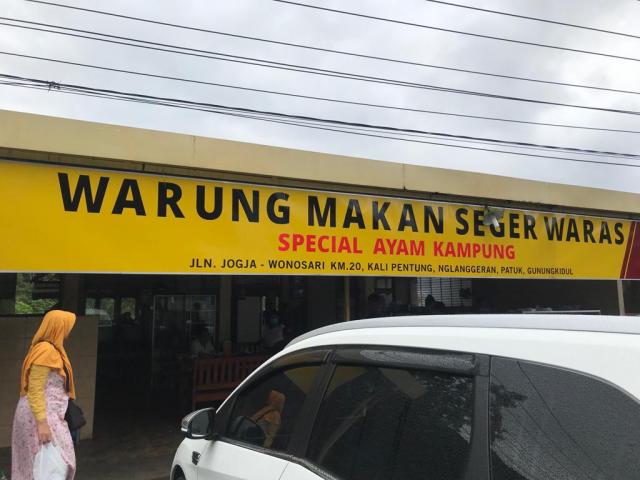 WARUNG MAKAN SEGER WARAS
SPECIAL AYAM KAMPUNG
JLN. JOGJA - WONOSARI KM.20, KALI PENTUNG, NGLANGGERAN, PATUK, GUNUNGKIDUL